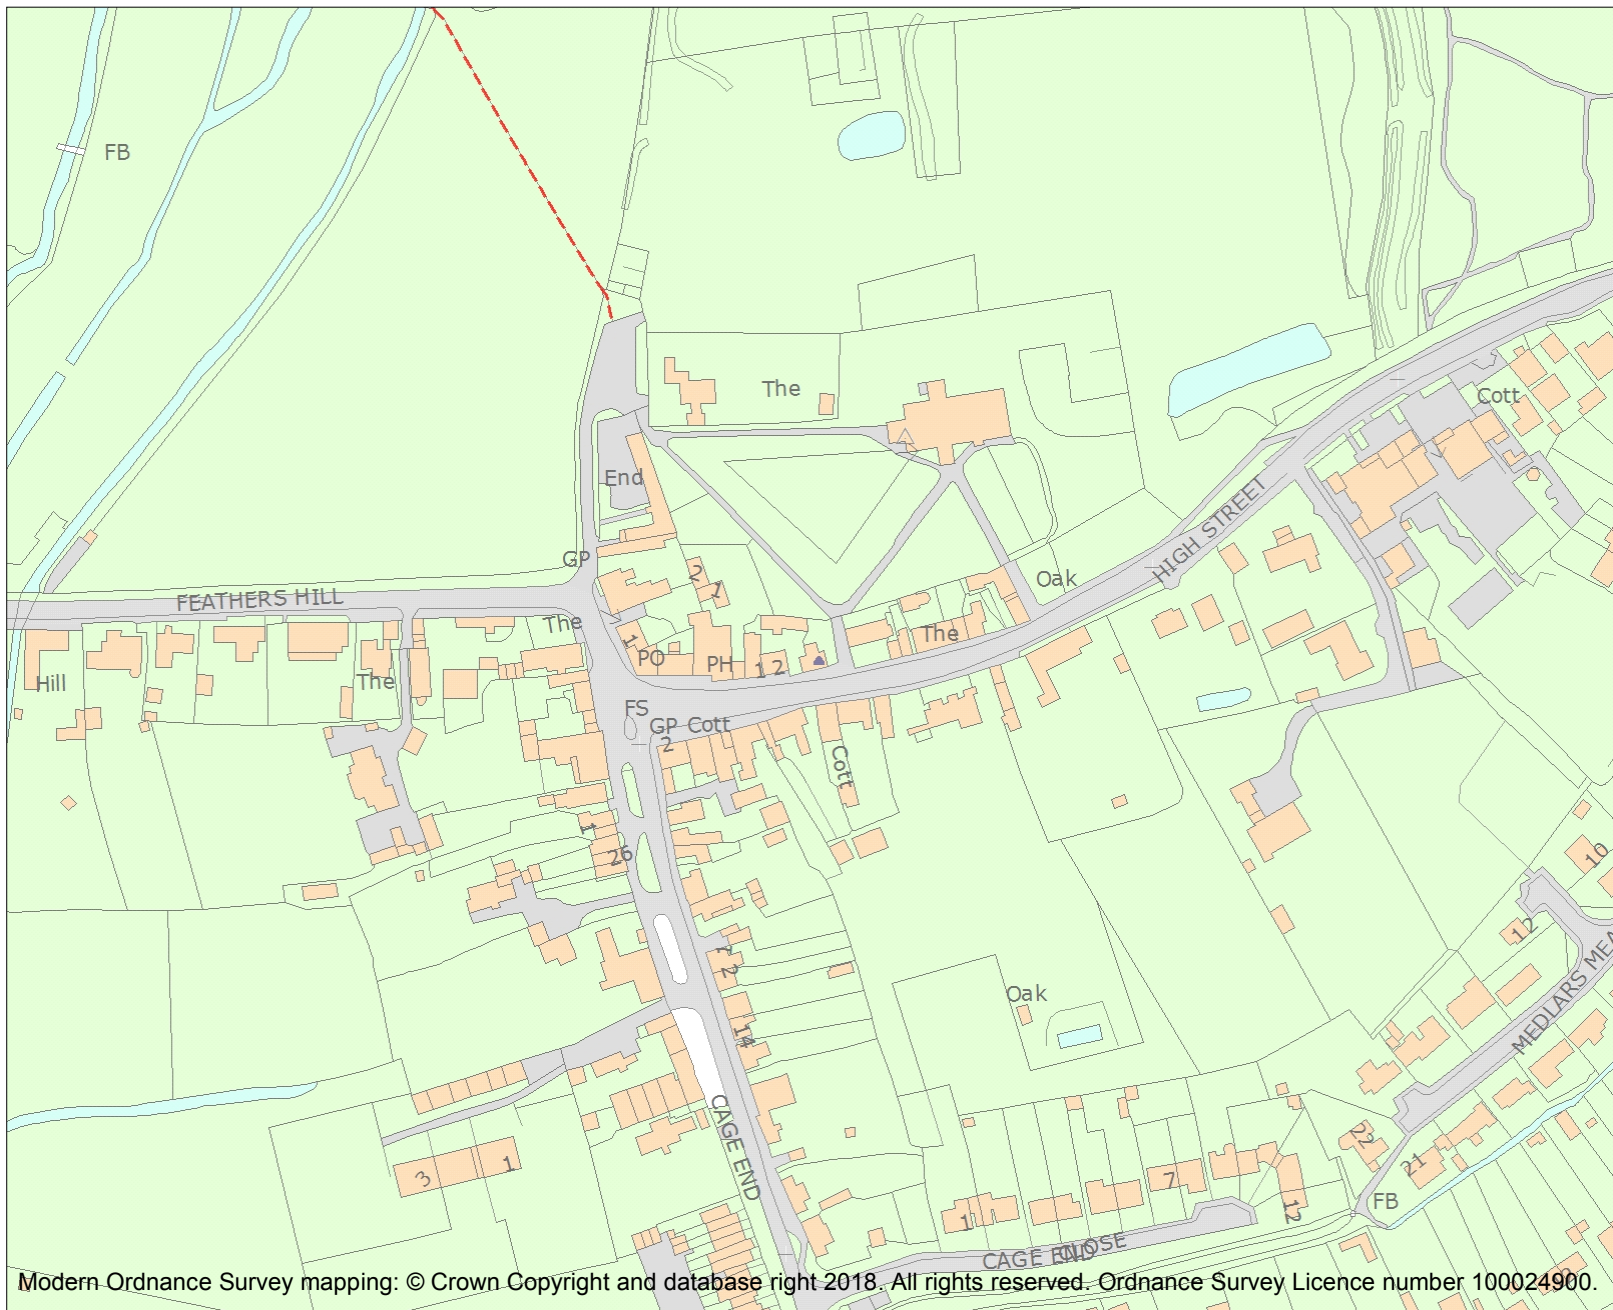 FB
The
Cott
End
HIGH STREET
GP
2
1
Oak
FEATHERS HILL
The
1
The
PO
PH
1 2
Hill
The
FS
GP Cott
2
Cott
1
26
10
12
7
2
Oak
MEDLARS MEA
14
CAGE END
22
21
3
1
7
FB
1
12
CAGE END
CLOSE
Modern Ordnance Survey mapping: © Crown Copyright and database right 2018. All rights reserved. Ordnance Survey Licence number 100024900.